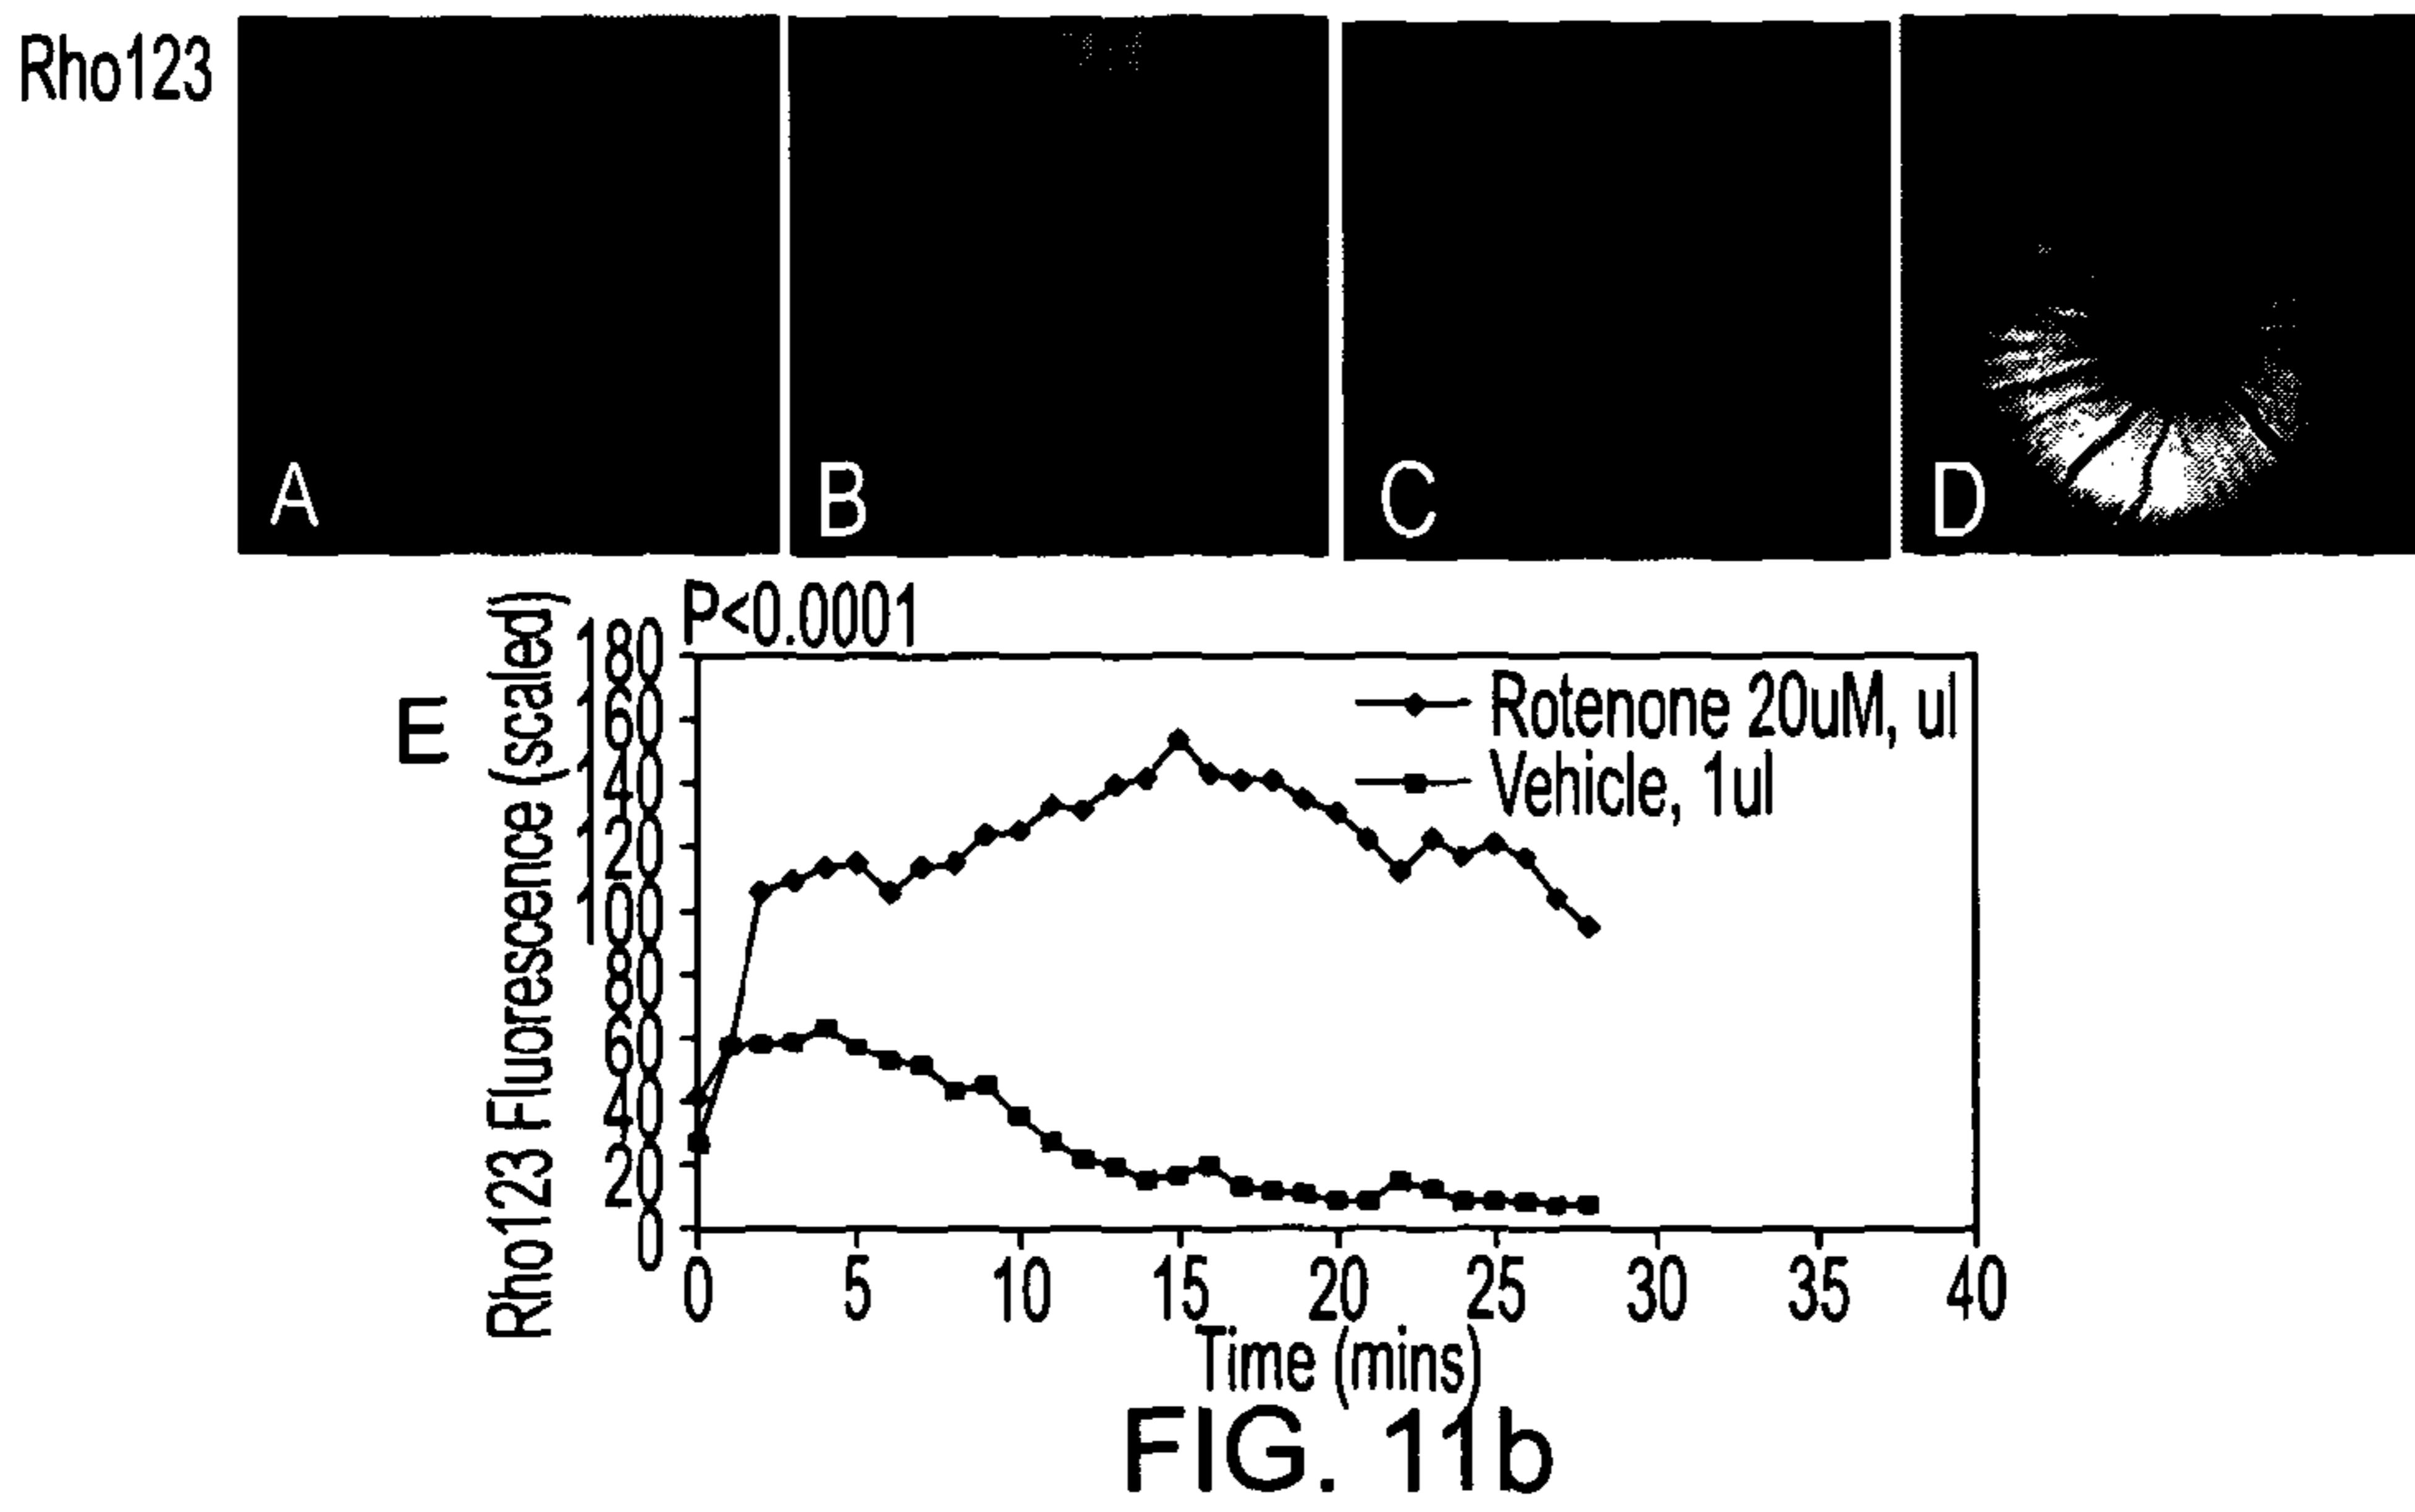 Rho123
A
B
C
D
P<0.0001
E
Rho123 Fluorescence (scaled)
180
160
140
120
100
80
60
40
20
0
Rotenone 20uM, ul
Vehicle, 1ul
0 5 10 15 20 25 30 35 40
Time (mins)
FIG. 11b